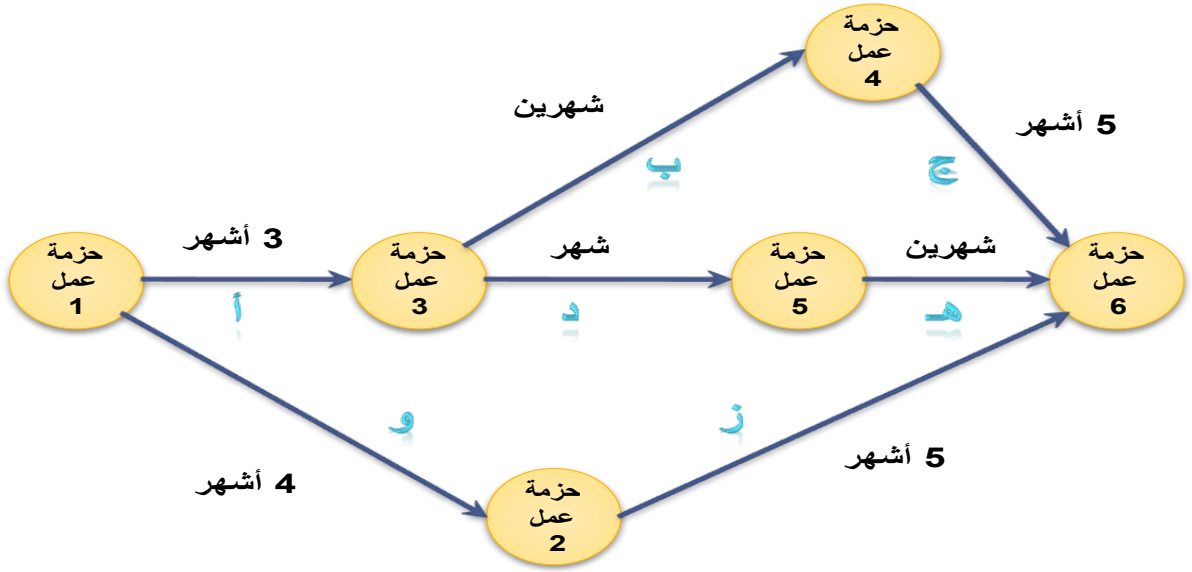 حزمة
عمل
4
شهرين
5 أشهر
ب
ج
حزمة
عمل
1
3 أشهر
أ
حزمة
عمل
3
شهر
د
حزمة
عمل
5
شهرين
هـ
حزمة
عمل
6
و
ز
4 أشهر
5 أشهر
حزمة
عمل
2